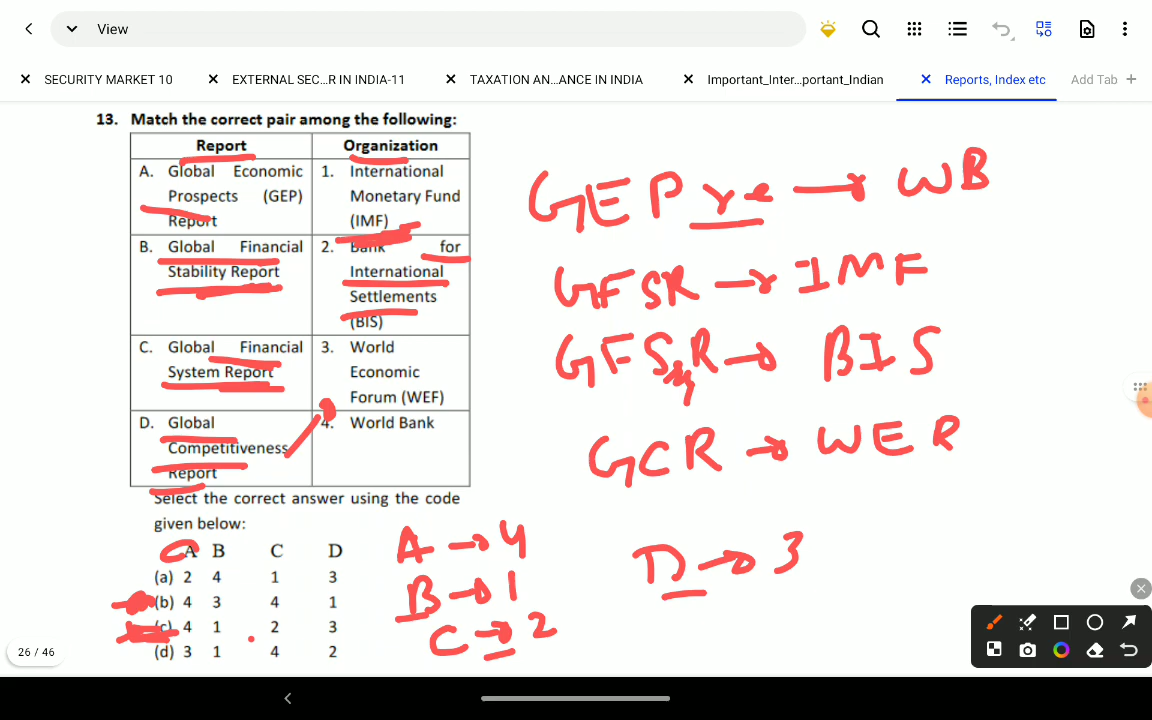 View
SECURITY MARKET 10
EXTERNAL SEC...R IN INDIA-11
TAXATION AN...ANCE IN INDIA
Important_Inter...portant_Indian
Reports, Index etc
Add Tab +
13. Match the correct pair among the following:
Report Organization
A. Global Economic Prospects (GEP) Report
1. International Monetary Fund (IMF)
B. Global Financial Stability Report
2. Bank for International Settlements (BIS)
C. Global Financial System Report
3. World Economic Forum (WEF)
D. Global Competitiveness Report
4. World Bank
Select the correct answer using the code
given below:
A B C D
(a) 2 4 1 3
(b) 4 3 4 1
(c) 4 1 2 3
(d) 3 1 4 2
GEP re → WB
GFSR → IMF
GFSyR → BIS
GCR → WER
A → 4
B → 1
C → 2
D → 3
26 / 46